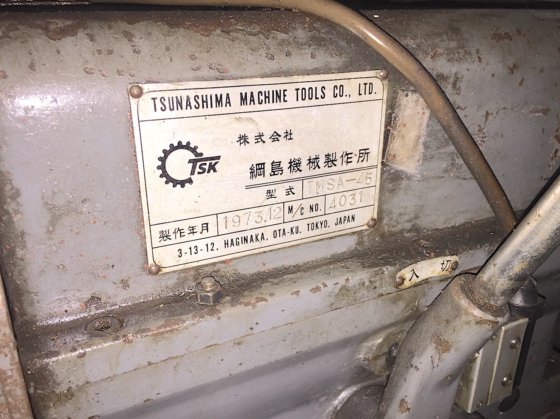 TSUNASHIMA MACHINE TOOLS CO., LTD.
株式会社
TSK
綱島機械製作所
型式 TMSA-45
製作年月 1973.12 M/C NO. 4031
3-13-12, HAGINAKA, OTA-KU, TOKYO, JAPAN
入 切